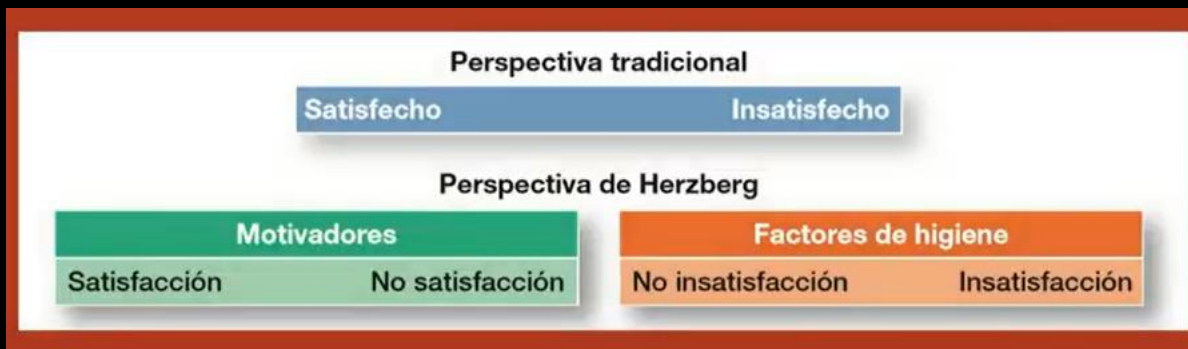 Perspectiva tradicional
Satisfecho Insatisfecho
Perspectiva de Herzberg
Motivadores Factores de higiene
Satisfacción No satisfacción No insatisfacción Insatisfacción